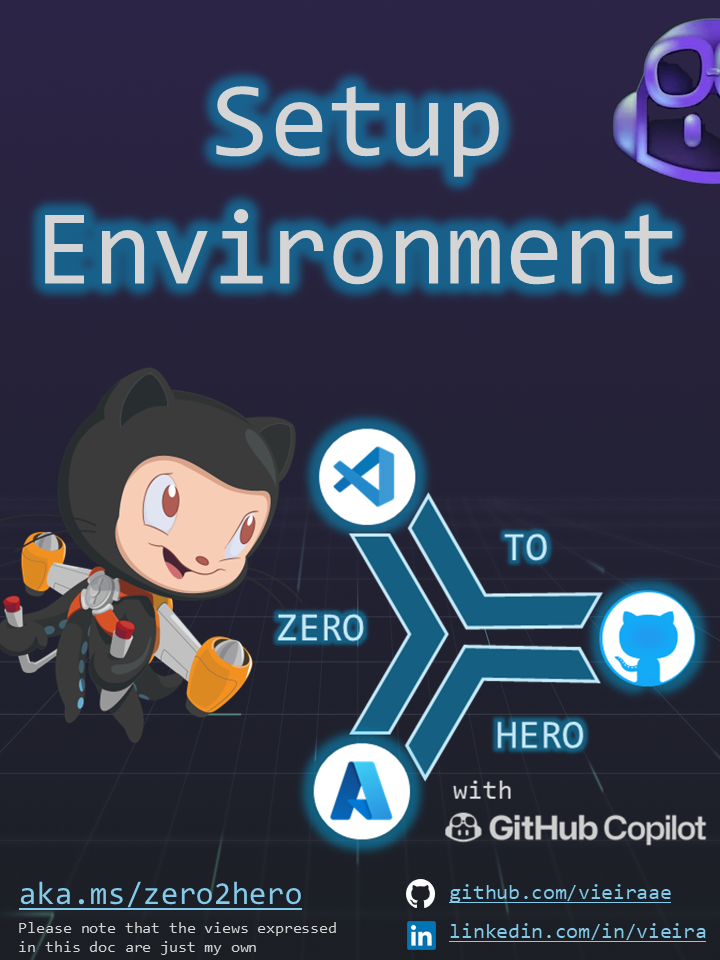 Setup
Environment
TO
ZERO
HERO
with
GitHub Copilot
aka.ms/zero2hero
Please note that the views expressed
in this doc are just my own
github.com/vieiraae
linkedin.com/in/vieira